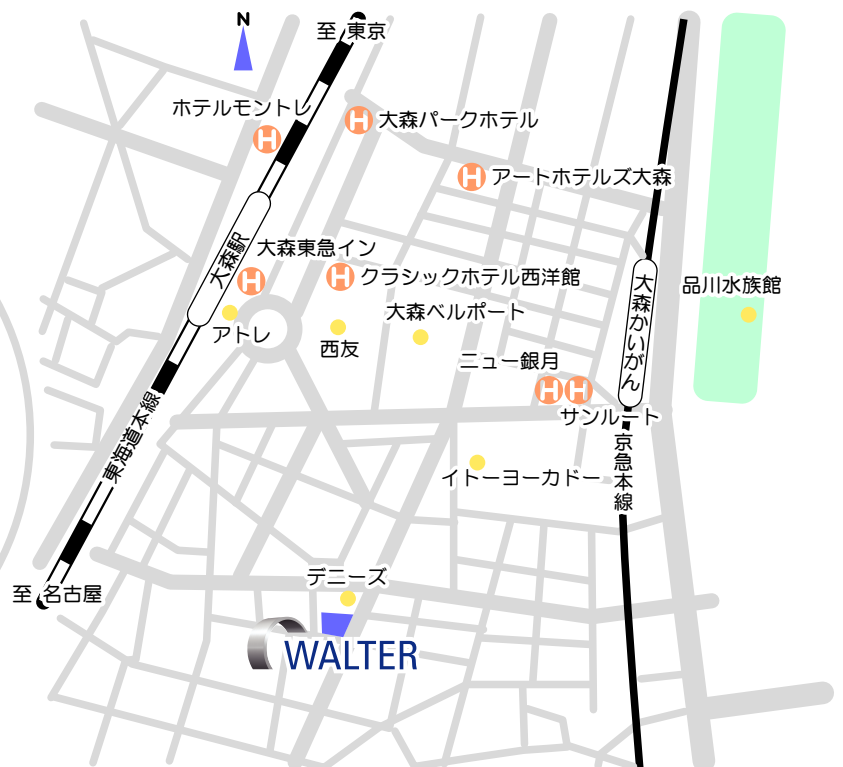 N
至 東京
ホテルモントレ
大森パークホテル
アートホテルズ大森
大森駅
大森東急イン
クラシックホテル西洋館
大森かいがん
品川水族館
アトレ
西友
大森ベルポート
ニュー銀月
サンルート
東海道本線
京急本線
イトーヨーカドー
至 名古屋
デニーズ
WALTER
H
H
H
H
H
H
H